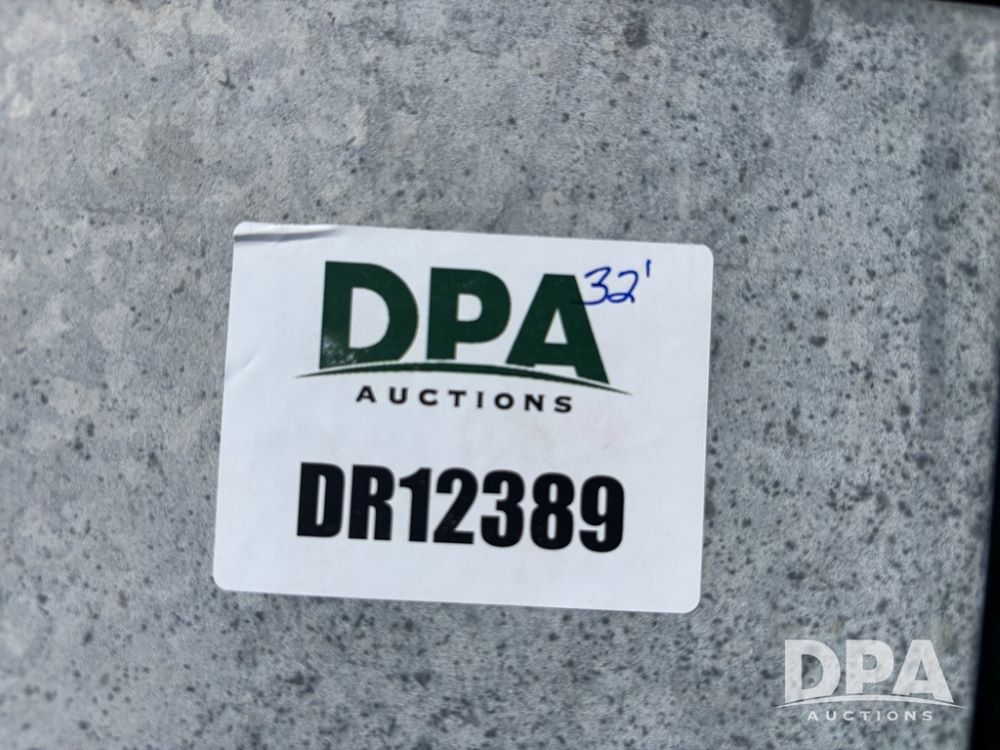 DPA 32'
AUCTIONS
DR12389
DPA
AUCTIONS